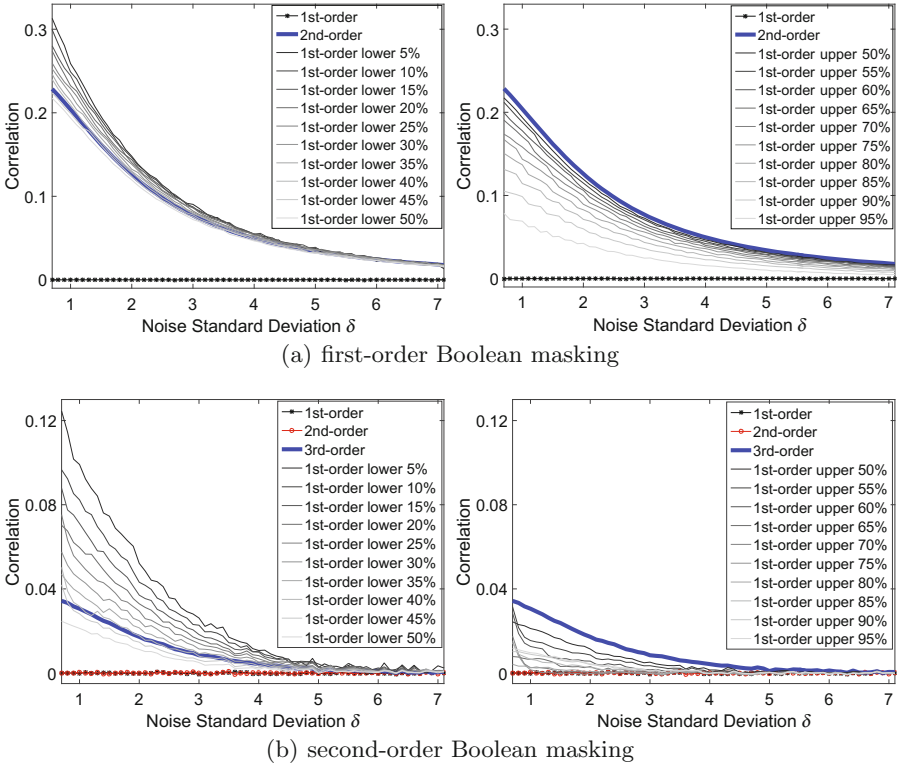 0.3
0.2
0.1
0
Correlation
1 2 3 4 5 6 7
Noise Standard Deviation δ
1st-order
2nd-order
1st-order lower 5%
1st-order lower 10%
1st-order lower 15%
1st-order lower 20%
1st-order lower 25%
1st-order lower 30%
1st-order lower 35%
1st-order lower 40%
1st-order lower 45%
1st-order lower 50%
0.3
0.2
0.1
0
Correlation
1 2 3 4 5 6 7
Noise Standard Deviation δ
1st-order
2nd-order
1st-order upper 50%
1st-order upper 55%
1st-order upper 60%
1st-order upper 65%
1st-order upper 70%
1st-order upper 75%
1st-order upper 80%
1st-order upper 85%
1st-order upper 90%
1st-order upper 95%
(a) first-order Boolean masking
0.12
0.08
0.04
0
Correlation
1 2 3 4 5 6 7
Noise Standard Deviation δ
1st-order
2nd-order
3rd-order
1st-order lower 5%
1st-order lower 10%
1st-order lower 15%
1st-order lower 20%
1st-order lower 25%
1st-order lower 30%
1st-order lower 35%
1st-order lower 40%
1st-order lower 45%
1st-order lower 50%
0.12
0.08
0.04
0
Correlation
1 2 3 4 5 6 7
Noise Standard Deviation δ
1st-order
2nd-order
3rd-order
1st-order upper 50%
1st-order upper 55%
1st-order upper 60%
1st-order upper 65%
1st-order upper 70%
1st-order upper 75%
1st-order upper 80%
1st-order upper 85%
1st-order upper 90%
1st-order upper 95%
(b) second-order Boolean masking